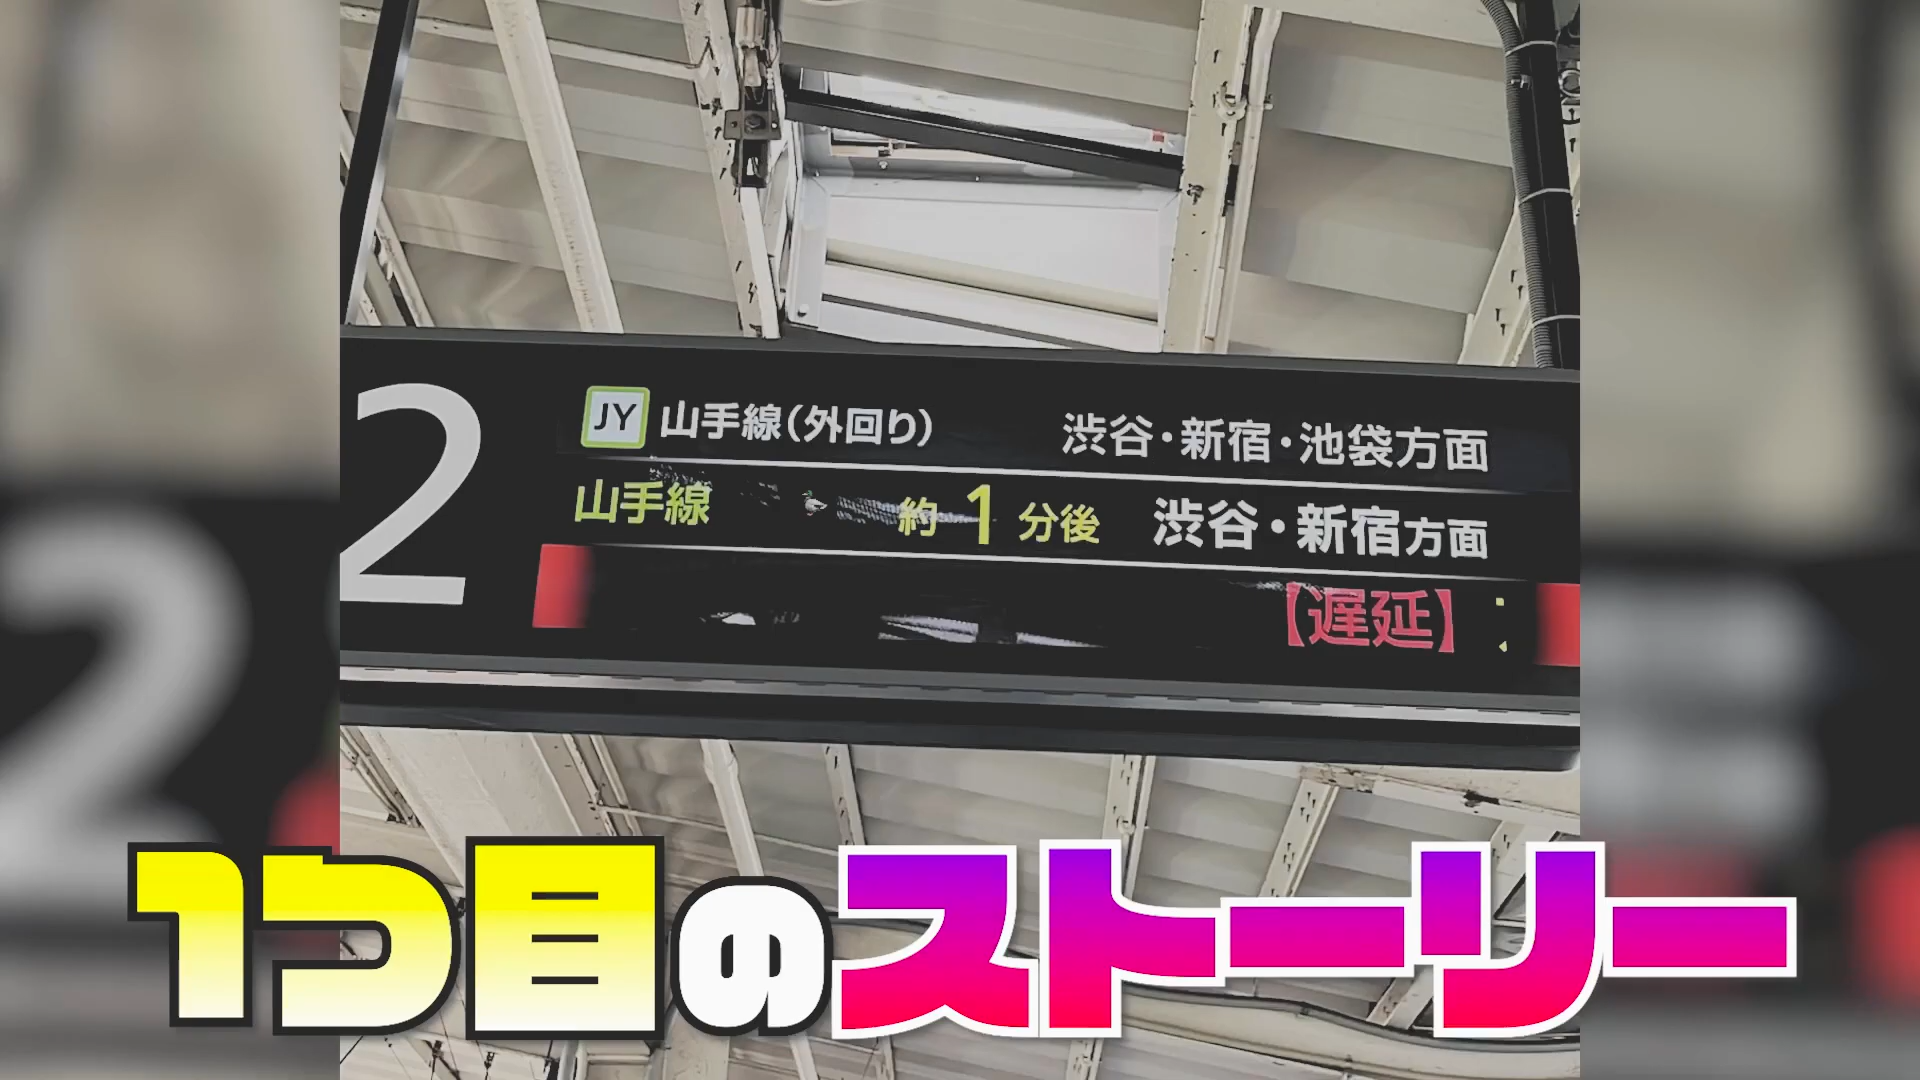 2
JY 山手線(外回り) 渋谷・新宿・池袋方面
山手線 約1分後 渋谷・新宿方面
【遅延】
1つ目のストーリー